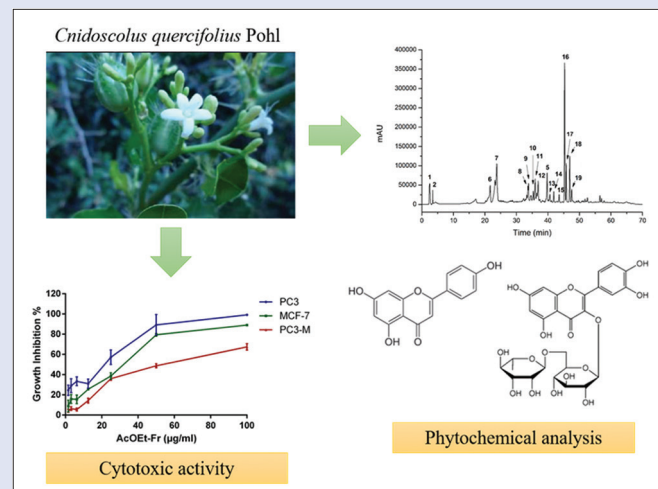 Cnidoscolus quercifolius Pohl
400000
350000
300000
250000
200000
150000
100000
50000
0
mAU
0 10 20 30 40 50 60 70
Time (min)
1
2
6
7
8
9
10
11
12
5
13
14
15
16
17
18
19
120
100
80
60
40
20
0
Growth Inhibition %
PC3
MCF-7
PC3-M
0 20 40 60 80 100
AcOEt-Fr (µg/ml)
Cytotoxic activity
OH
HO
O
OH
O
OH
OH
HO
O
OH
O
O
OH
O
O
O
OH
OH
OH
OH
OH
OH
Phytochemical analysis